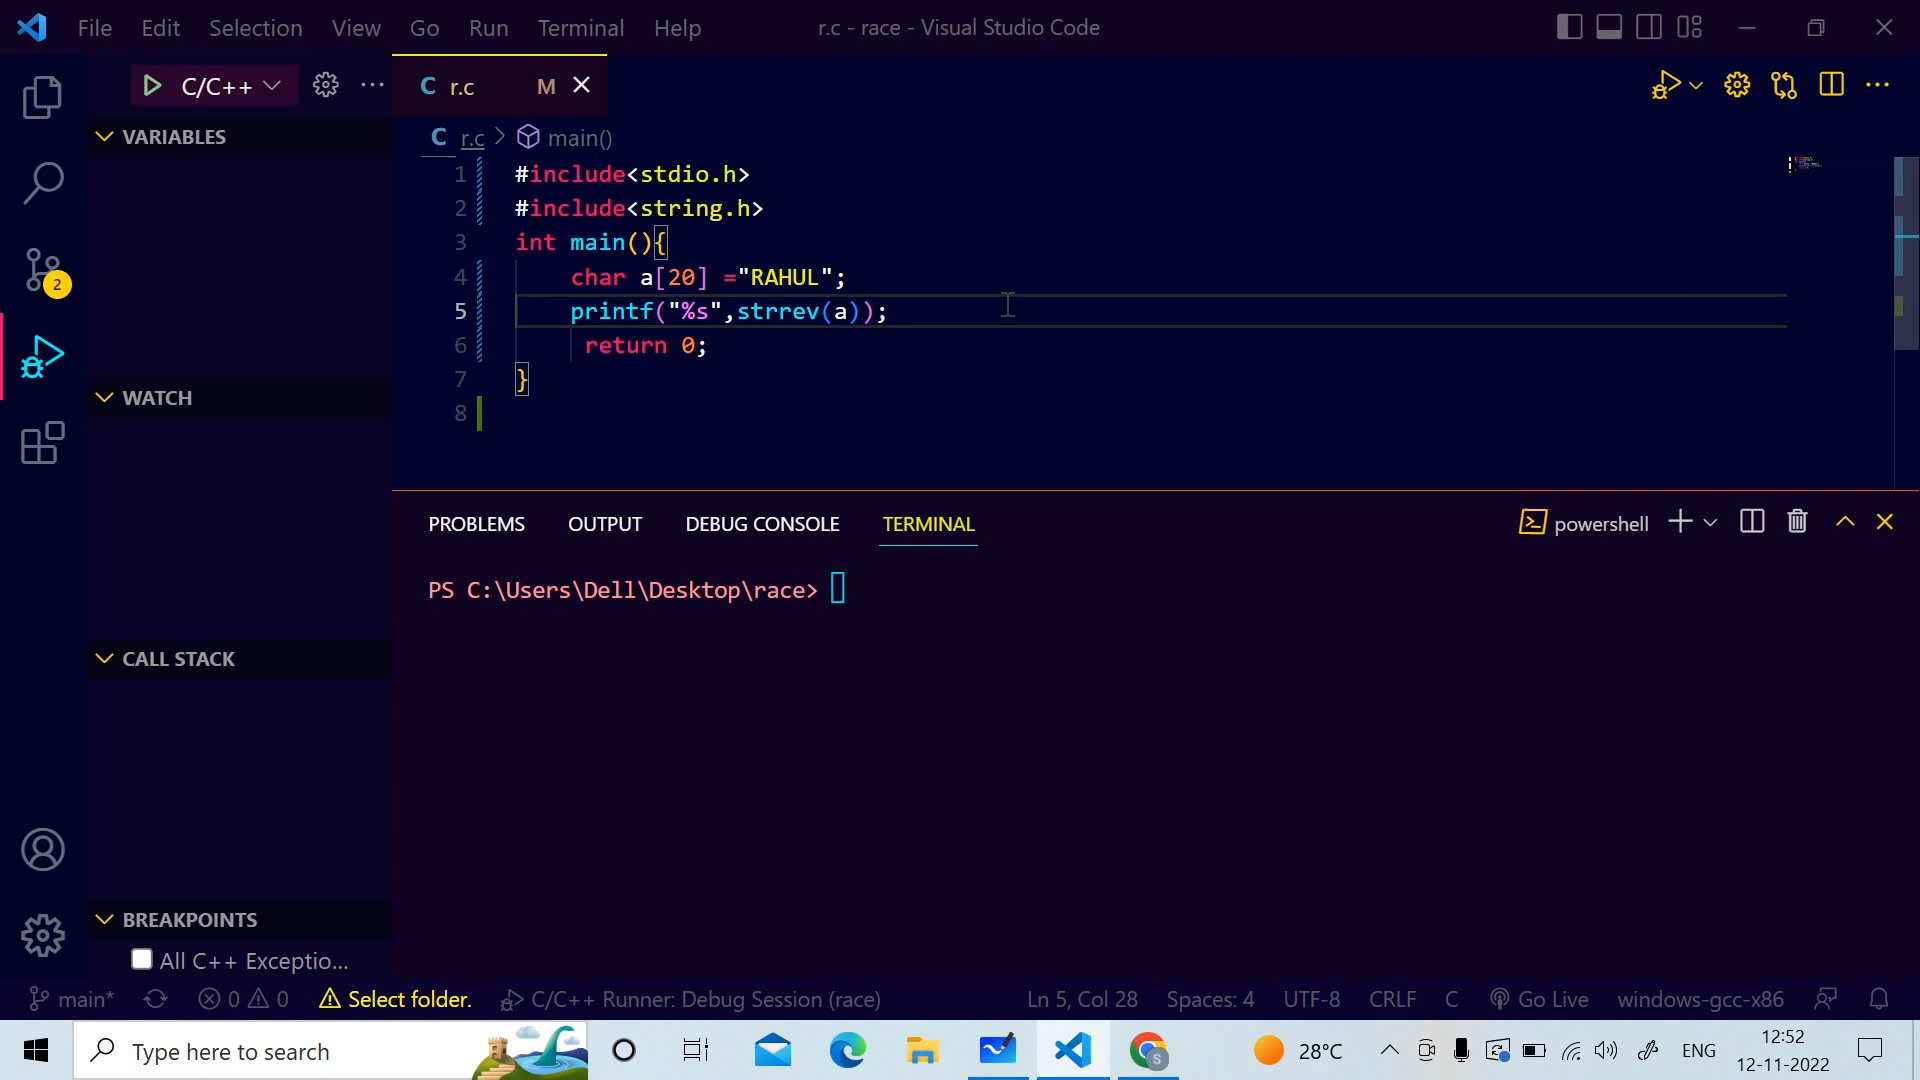 File Edit Selection View Go Run Terminal Help r.c - race - Visual Studio Code
C/C++
C r.c M
C r.c > main()
VARIABLES
1 #include<stdio.h>
2 #include<string.h>
3 int main(){
4 char a[20] ="RAHUL";
5 printf("%s",strrev(a));
6 return 0;
7 }
8
WATCH
CALL STACK
BREAKPOINTS
All C++ Exceptio...
PROBLEMS OUTPUT DEBUG CONSOLE TERMINAL powershell
PS C:\Users\Dell\Desktop\race>
2
main* 0 0 Select folder. C/C++ Runner: Debug Session (race) Ln 5, Col 28 Spaces: 4 UTF-8 CRLF C Go Live windows-gcc-x86
Type here to search S 28°C ENG 12:52
12-11-2022